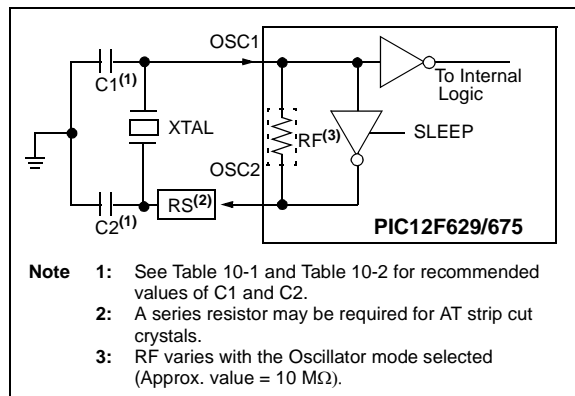 OSC1
C1(1)
To Internal
Logic
XTAL
RF(3)
SLEEP
OSC2
RS(2)
C2(1)
PIC12F629/675
Note 1: See Table 10-1 and Table 10-2 for recommended
values of C1 and C2.
2: A series resistor may be required for AT strip cut
crystals.
3: RF varies with the Oscillator mode selected
(Approx. value = 10 MΩ).